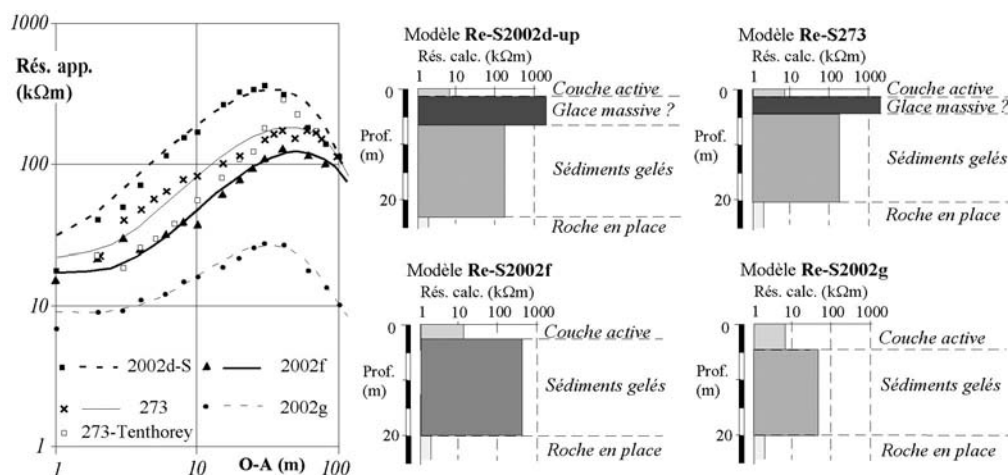 1000
Rés. app.
(kΩm)
100
10
1
1
10
100
O-A (m)
2002d-S
2002f
273
2002g
273-Tenthorey
Modèle Re-S2002d-up
Rés. calc. (kΩm)
1 10 100 1000
0
Prof.
(m)
20
Couche active
Glace massive ?
Sédiments gelés
Roche en place
Modèle Re-S273
Rés. calc. (kΩm)
1 10 100 1000
0
Prof.
(m)
20
Couche active
Glace massive ?
Sédiments gelés
Roche en place
Modèle Re-S2002f
Rés. calc. (kΩm)
1 10 100 1000
0
Prof.
(m)
20
Couche active
Sédiments gelés
Roche en place
Modèle Re-S2002g
Rés. calc. (kΩm)
1 10 100 1000
0
Prof.
(m)
20
Couche active
Sédiments gelés
Roche en place